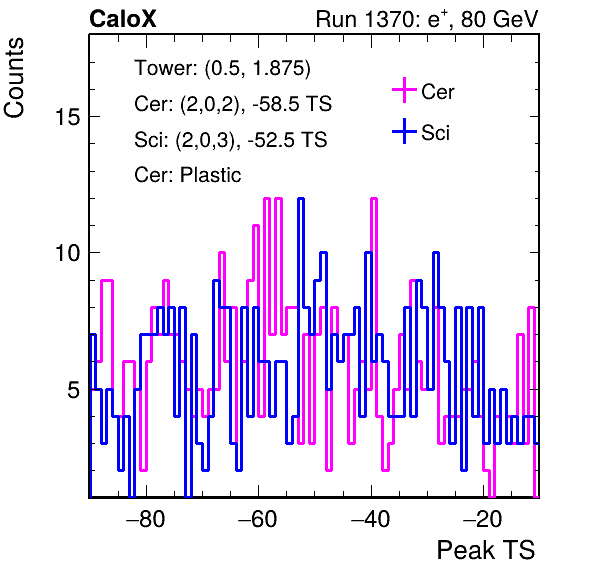 CaloX Run 1370: e⁺, 80 GeV
Counts
Tower: (0.5, 1.875)
Cer: (2,0,2), -58.5 TS
Sci: (2,0,3), -52.5 TS
Cer: Plastic
Cer
Sci
15
10
5
−80 −60 −40 −20
Peak TS